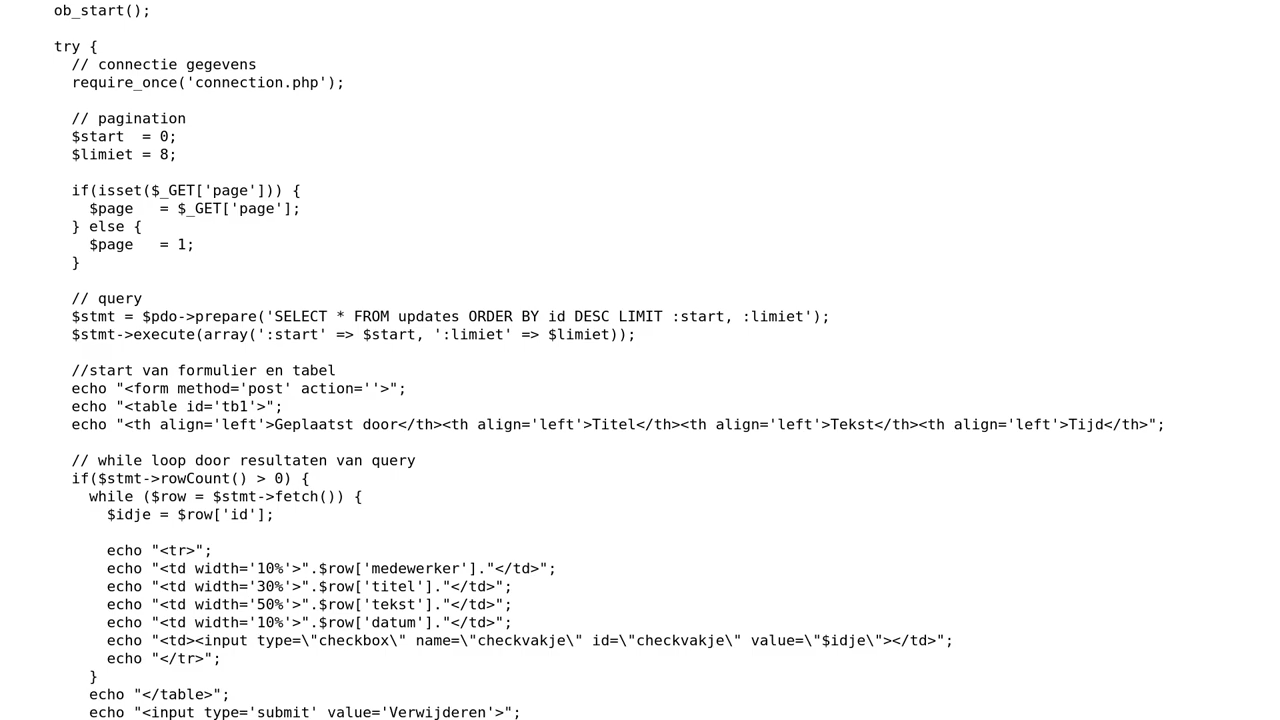 ob_start();

try {
  // connectie gegevens
  require_once('connection.php');

  // pagination
  $start  = 0;
  $limiet = 8;

  if(isset($_GET['page'])) {
    $page   = $_GET['page'];
  } else {
    $page   = 1;
  }

  // query
  $stmt = $pdo->prepare('SELECT * FROM updates ORDER BY id DESC LIMIT :start, :limiet');
  $stmt->execute(array(':start' => $start, ':limiet' => $limiet));

  //start van formulier en tabel
  echo "<form method='post' action=''>";
  echo "<table id='tb1'>";
  echo "<th align='left'>Geplaatst door</th><th align='left'>Titel</th><th align='left'>Tekst</th><th align='left'>Tijd</th>";

  // while loop door resultaten van query
  if($stmt->rowCount() > 0) {
    while ($row = $stmt->fetch()) {
      $idje = $row['id'];

      echo "<tr>";
      echo "<td width='10%'>".$row['medewerker']."</td>";
      echo "<td width='30%'>".$row['titel']."</td>";
      echo "<td width='50%'>".$row['tekst']."</td>";
      echo "<td width='10%'>".$row['datum']."</td>";
      echo "<td><input type=\"checkbox\" name=\"checkvakje\" id=\"checkvakje\" value=\"$idje\"></td>";
      echo "</tr>";
    }
    echo "</table>";
    echo "<input type='submit' value='Verwijderen'>";